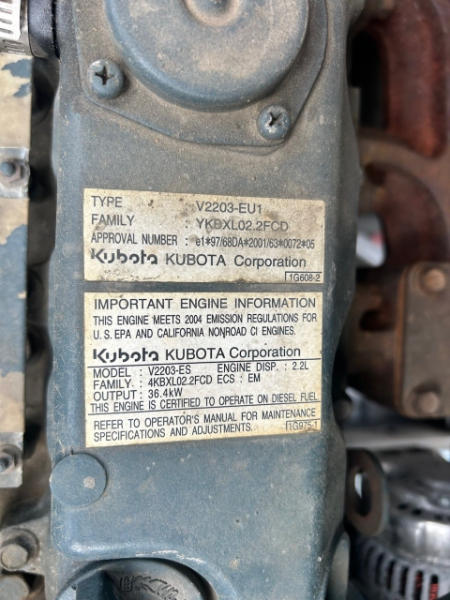 TYPE : V2203-EU1
FAMILY : YKBXL02.2FCD
APPROVAL NUMBER : e1*97/68DA*2001/63*0072*05
Kubota KUBOTA Corporation
1G608-2
IMPORTANT ENGINE INFORMATION
THIS ENGINE MEETS 2004 EMISSION REGULATIONS FOR
U.S. EPA AND CALIFORNIA NONROAD CI ENGINES.
Kubota KUBOTA Corporation
MODEL : V2203-ES ENGINE DISP. : 2.2L
FAMILY: 4KBXL02.2FCD ECS : EM
OUTPUT : 36.4kW
THIS ENGINE IS CERTIFIED TO OPERATE ON DIESEL FUEL
REFER TO OPERATOR'S MANUAL FOR MAINTENANCE
SPECIFICATIONS AND ADJUSTMENTS. 1G975-1